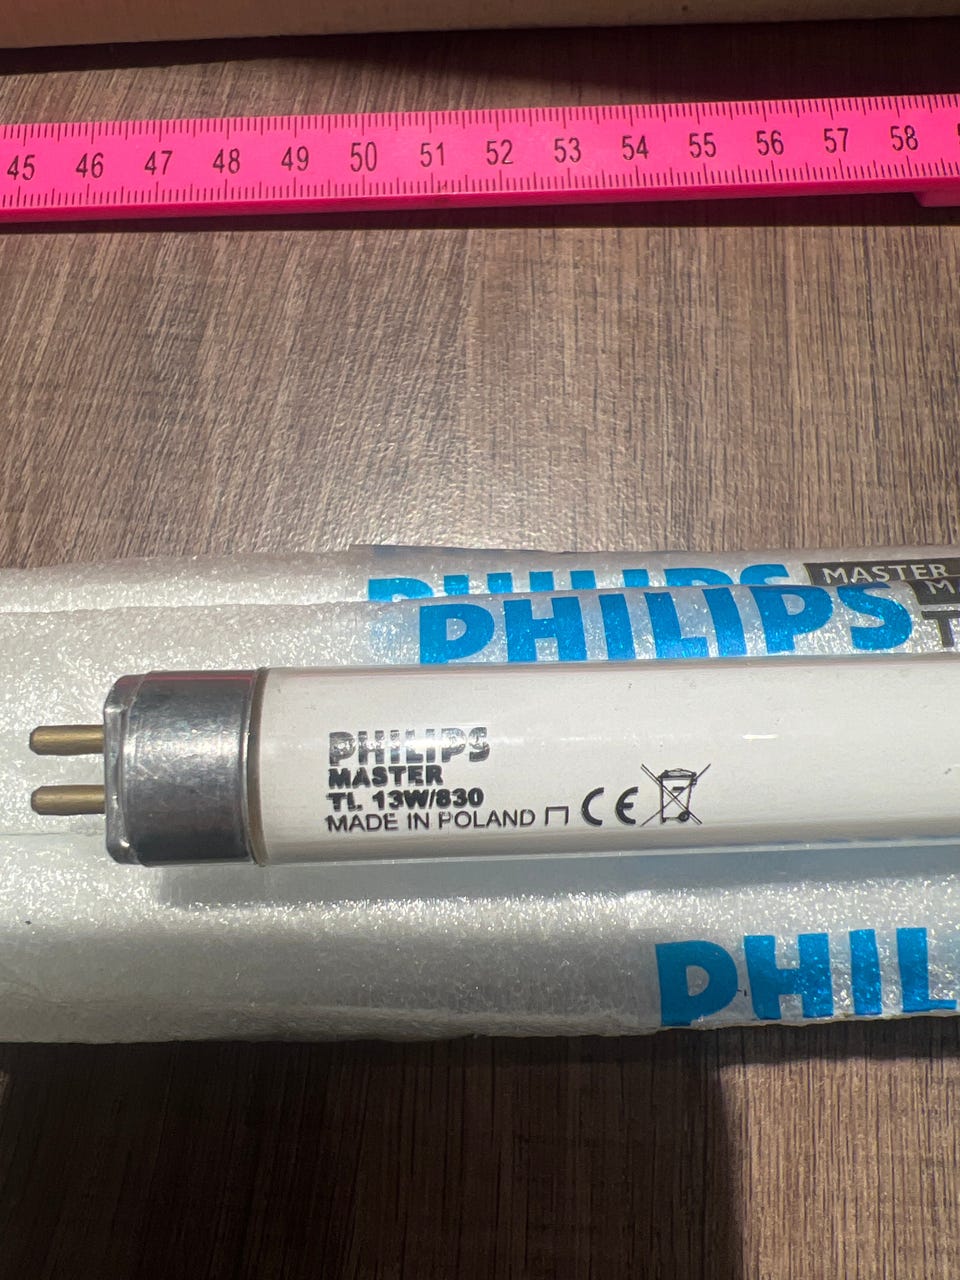 45 46 47 48 49 50 51 52 53 54 55 56 57 58
PHILIPS MASTER
PHILIPS
PHILIPS
MASTER
TL 13W/830
MADE IN POLAND CE
PHIL